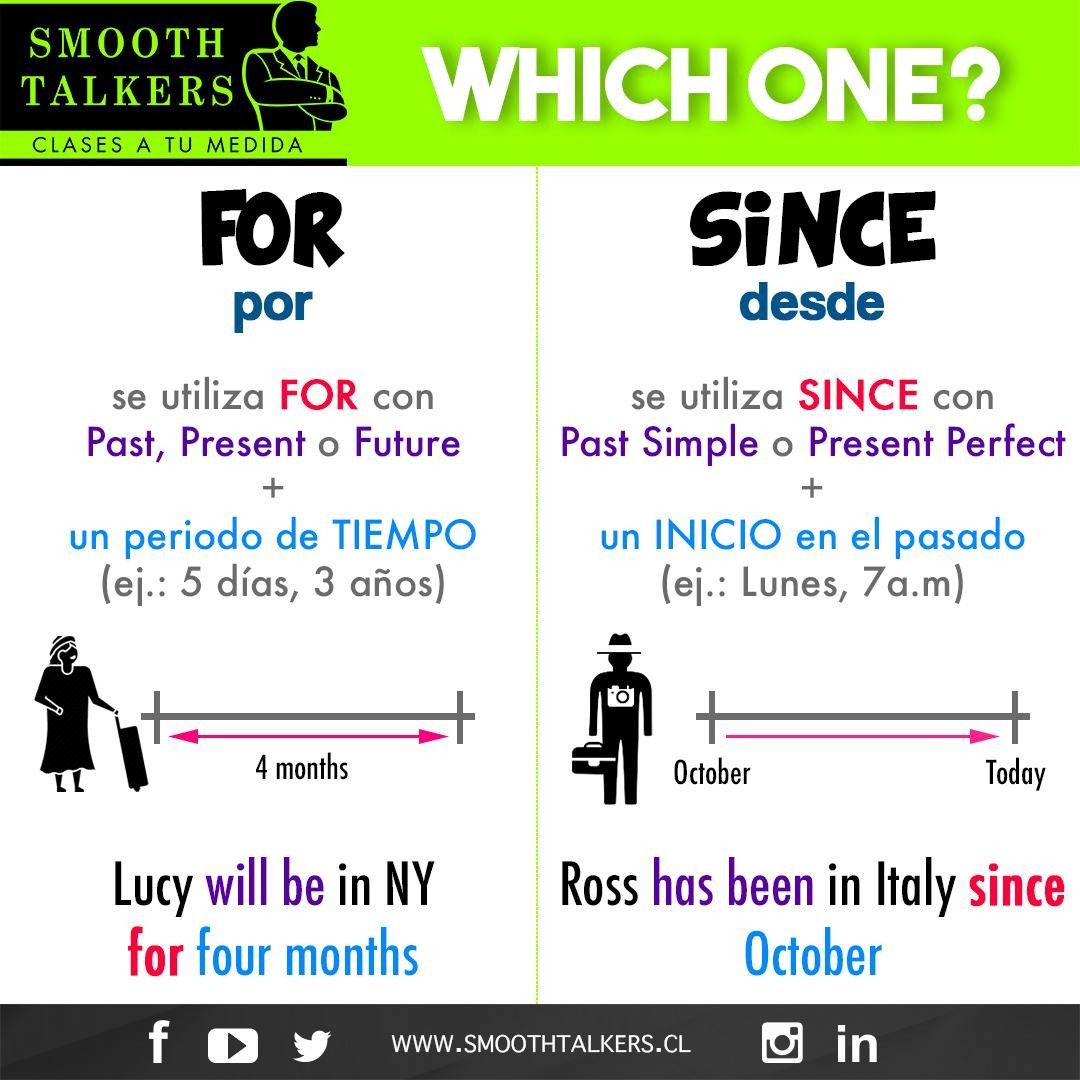 SMOOTH
TALKERS
CLASES A TU MEDIDA
WHICH ONE?
FOR
por
se utiliza FOR con
Past, Present o Future
+
un periodo de TIEMPO
(ej.: 5 días, 3 años)
4 months
Lucy will be in NY
for four months
SiNCE
desde
se utiliza SINCE con
Past Simple o Present Perfect
+
un INICIO en el pasado
(ej.: Lunes, 7a.m)
October
Today
Ross has been in Italy since
October
WWW.SMOOTHTALKERS.CL